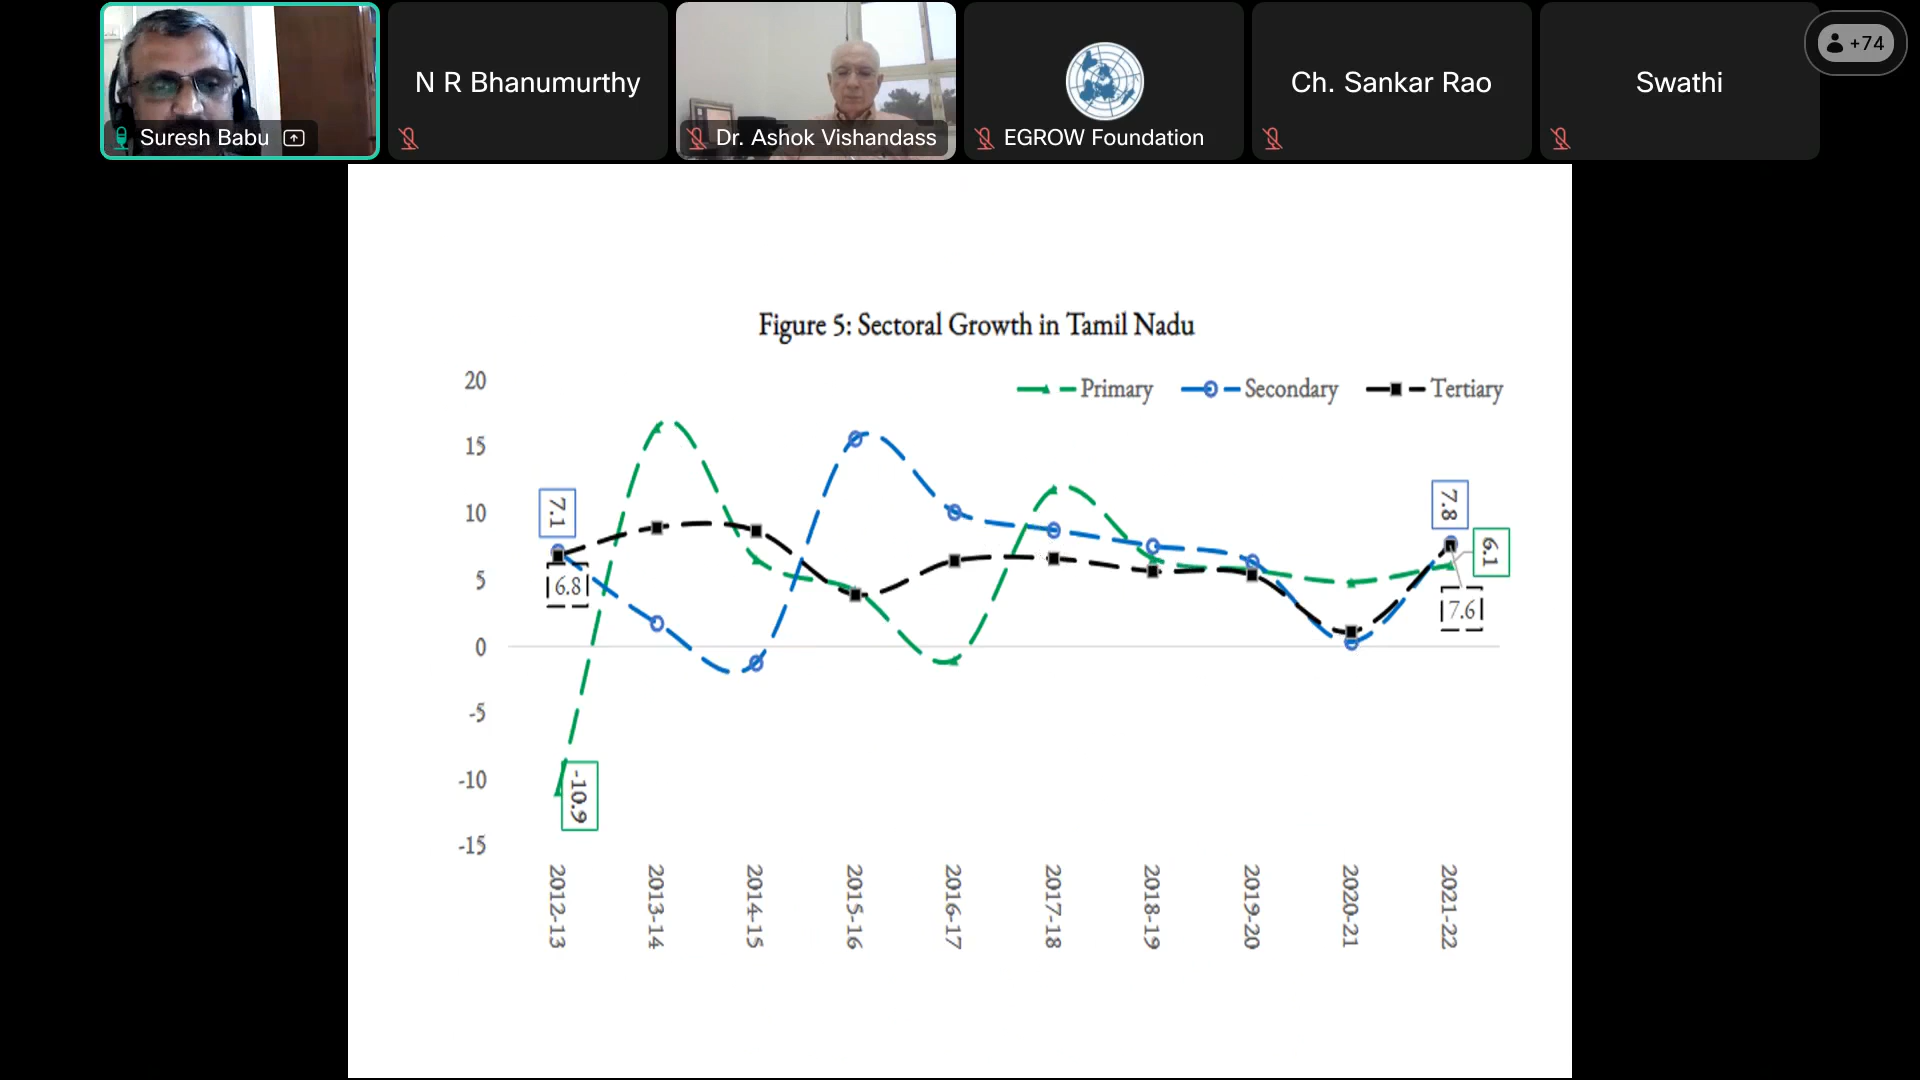 N R Bhanumurthy
Ch. Sankar Rao
Swathi
+74
Suresh Babu
Dr. Ashok Vishandass
EGROW Foundation
Figure 5: Sectoral Growth in Tamil Nadu
Primary
Secondary
Tertiary
20
15
10
5
0
-5
-10
-15
7.1
6.8
-10.9
7.8
6.1
7.6
2012-13
2013-14
2014-15
2015-16
2016-17
2017-18
2018-19
2019-20
2020-21
2021-22